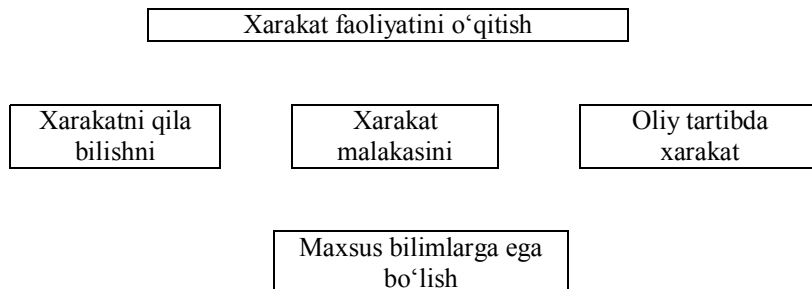 Xarakat faoliyatini o‘qitish
Xarakatni qila
bilishni
Xarakat
malakasini
Oliy tartibda
xarakat
Maxsus bilimlarga ega
bo‘lish